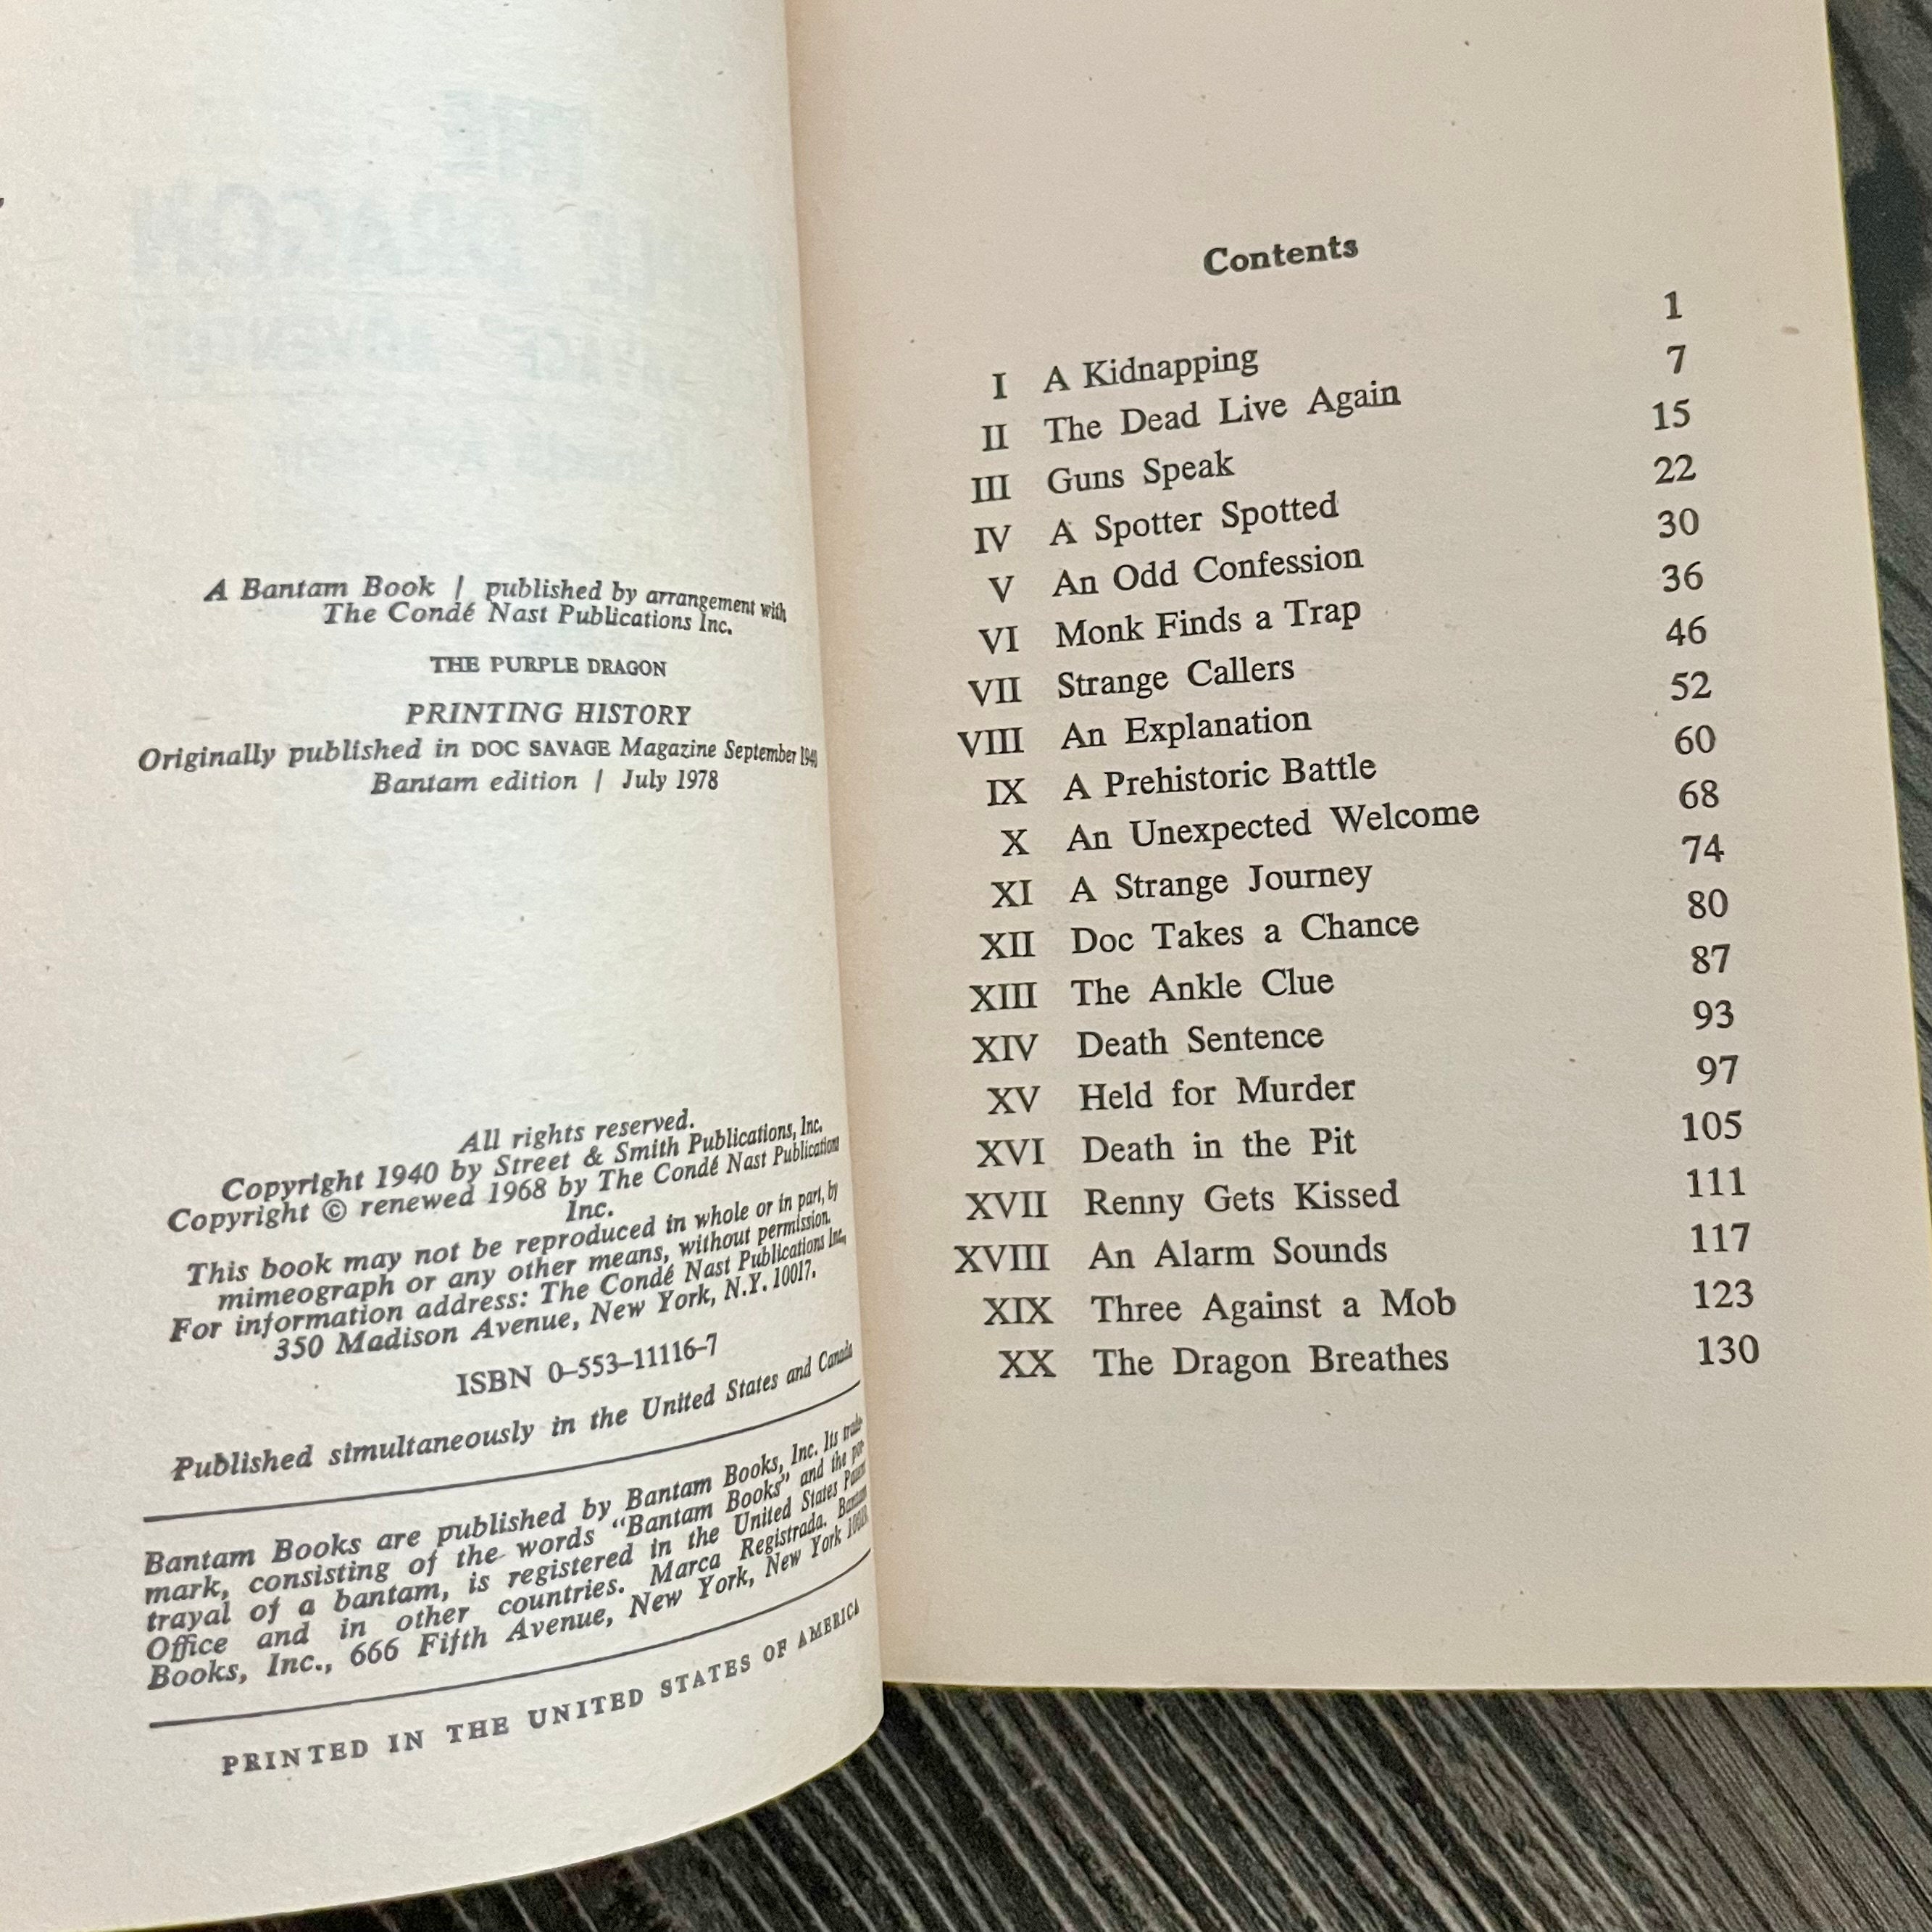 A Bantam Book | published by arrangement with
The Condé Nast Publications Inc.
THE PURPLE DRAGON
PRINTING HISTORY
Originally published in DOC SAVAGE Magazine September 1940
Bantam edition | July 1978
All rights reserved.
Copyright 1940 by Street & Smith Publications, Inc.
Copyright © renewed 1968 by The Condé Nast Publications
Inc.
This book may not be reproduced in whole or in part, by
mimeograph or any other means, without permission.
For information address: The Condé Nast Publications Inc.,
350 Madison Avenue, New York, N.Y. 10017.
ISBN 0-553-11116-7
Published simultaneously in the United States and Canada
Bantam Books are published by Bantam Books, Inc. Its trade-
mark, consisting of the words "Bantam Books" and the por-
trayal of a bantam, is registered in the United States Patent
Office and in other countries. Marca Registrada. Bantam
Books, Inc., 666 Fifth Avenue, New York, New York 10019.
PRINTED IN THE UNITED STATES OF AMERICA
Contents
I A Kidnapping 1
II The Dead Live Again 7
III Guns Speak 15
IV A Spotter Spotted 22
V An Odd Confession 30
VI Monk Finds a Trap 36
VII Strange Callers 46
VIII An Explanation 52
IX A Prehistoric Battle 60
X An Unexpected Welcome 68
XI A Strange Journey 74
XII Doc Takes a Chance 80
XIII The Ankle Clue 87
XIV Death Sentence 93
XV Held for Murder 97
XVI Death in the Pit 105
XVII Renny Gets Kissed 111
XVIII An Alarm Sounds 117
XIX Three Against a Mob 123
XX The Dragon Breathes 130